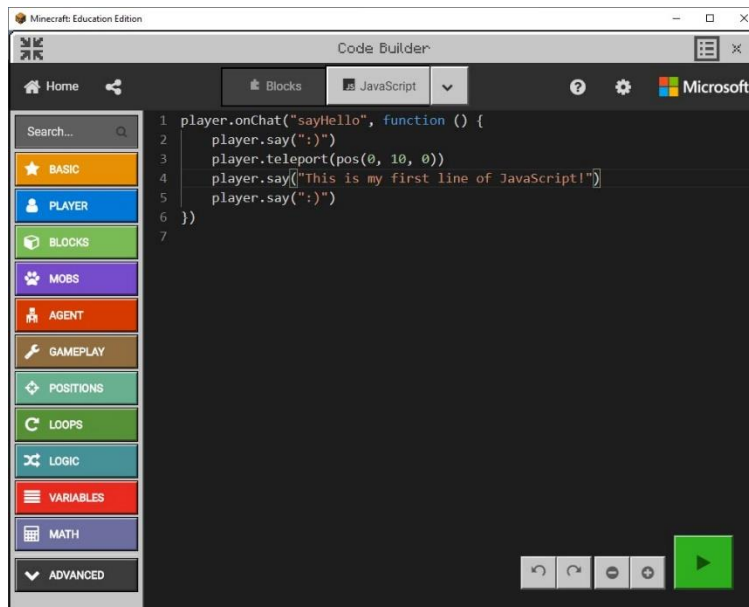 Minecraft: Education Edition
Code Builder
Home
Blocks
JavaScript
Microsoft
Search...
BASIC
PLAYER
BLOCKS
MOBS
AGENT
GAMEPLAY
POSITIONS
LOOPS
LOGIC
VARIABLES
MATH
ADVANCED
1 player.onChat("sayHello", function () {
2     player.say(":)")
3     player.teleport(pos(0, 10, 0))
4     player.say("This is my first line of JavaScript!")
5     player.say(":)")
6 })
7